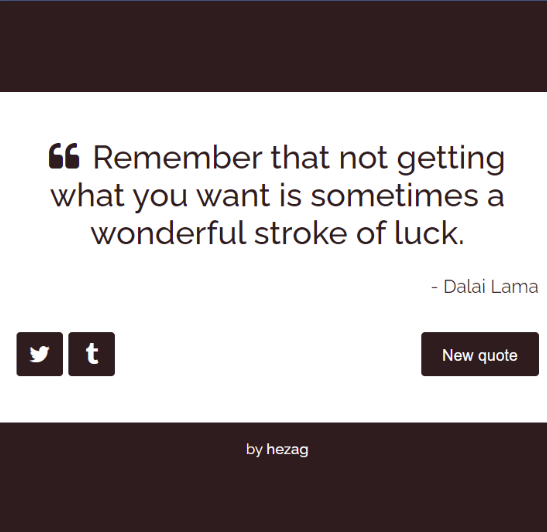 “ Remember that not getting
what you want is sometimes a
wonderful stroke of luck.
- Dalai Lama
New quote
by hezag